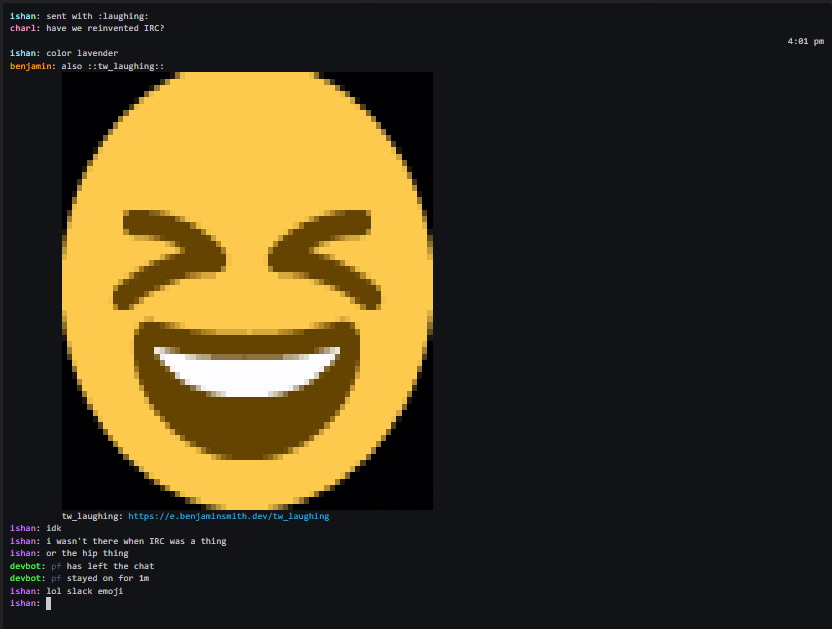 ishan: sent with :laughing:
charl: have we reinvented IRC?
4:01 pm
ishan: color lavender
benjamin: also ::tw_laughing::
tw_laughing: https://e.benjaminsmith.dev/tw_laughing
ishan: idk
ishan: i wasn't there when IRC was a thing
ishan: or the hip thing
devbot: pf has left the chat
devbot: pf stayed on for 1m
ishan: lol slack emoji
ishan: